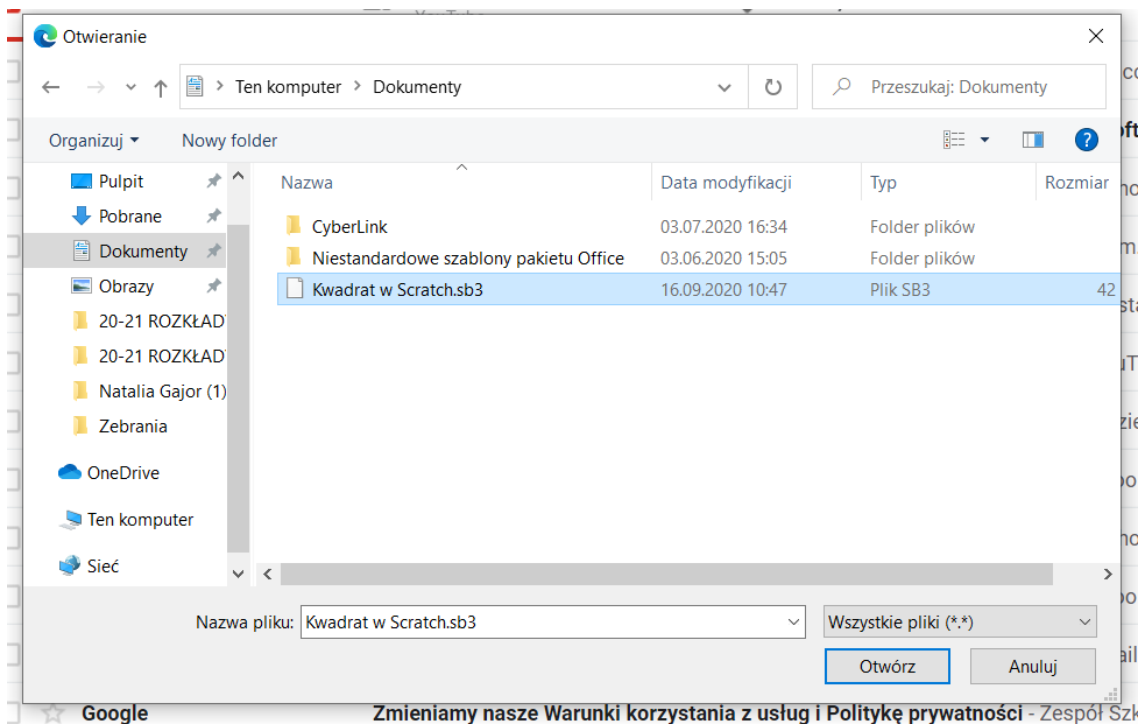 Otwieranie
Ten komputer > Dokumenty
Przeszukaj: Dokumenty
Organizuj Nowy folder
Nazwa Data modyfikacji Typ Rozmiar
Pulpit
Pobrane
Dokumenty
Obrazy
20-21 ROZKŁAD
20-21 ROZKŁAD
Natalia Gajor (1)
Zebrania
OneDrive
Ten komputer
Sieć
CyberLink 03.07.2020 16:34 Folder plików
Niestandardowe szablony pakietu Office 03.06.2020 15:05 Folder plików
Kwadrat w Scratch.sb3 16.09.2020 10:47 Plik SB3 42
Nazwa pliku: Kwadrat w Scratch.sb3 Wszystkie pliki (*.*)
Otwórz Anuluj
Google Zmieniamy nasze Warunki korzystania z usług i Politykę prywatności - Zespół Szk